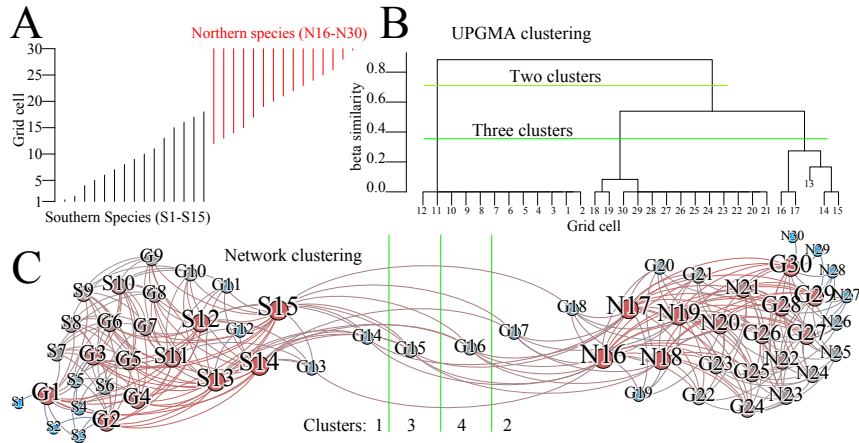 A
Northern species (N16-N30)
30
25
20
15
10
5
1
Grid cell
Southern Species (S1-S15)
B
UPGMA clustering
beta similarity
0.8
0.6
0.4
0.2
0.0
Two clusters
Three clusters
13
12 11 10 9 8 7 6 5 4 3 1 2 18 19 30 29 28 27 26 25 24 23 22 20 21 16 17 14 15
Grid cell
C
Network clustering
G9
S9
S10
G8
G10
G11
S8
G6
G7
S12
G12
S15
S7
G3
G5
S11
S14
G13
S5
S6
S13
G1
S4
G4
G2
S1
S2
S3
G14
G15
G16
G17
G18
G20
G21
N17
N19
N21
G30
N30
N29
N28
G28
G29
N27
N20
G26
G27
N26
N16
N18
G23
G25
N22
N25
N24
G19
G22
G24
N23
Clusters: 1 3 4 2